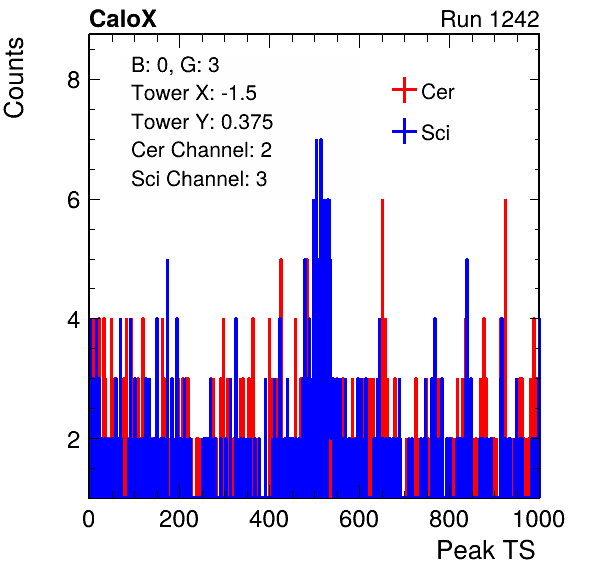 CaloX Run 1242
Counts
8
6
4
2
B: 0, G: 3
Tower X: -1.5
Tower Y: 0.375
Cer Channel: 2
Sci Channel: 3
Cer
Sci
0 200 400 600 800 1000
Peak TS